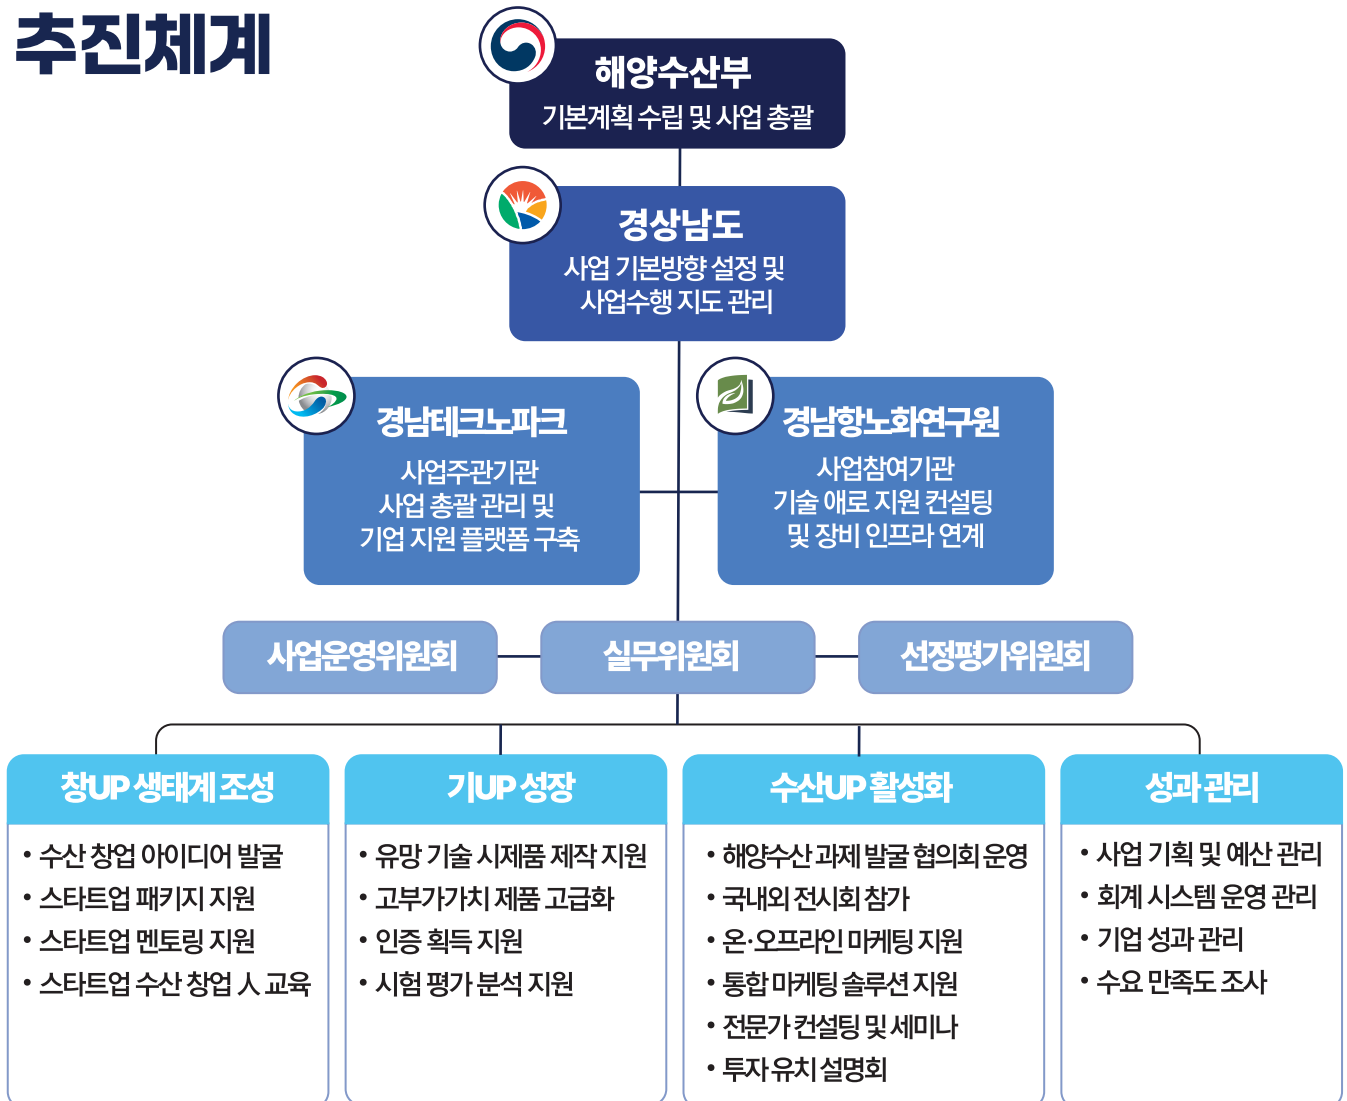 추진체계
해양수산부
기본계획 수립 및 사업 총괄
경상남도
사업 기본방향 설정 및
사업수행 지도 관리
경남테크노파크
사업주관기관
사업 총괄 관리 및
기업 지원 플랫폼 구축
경남항노화연구원
사업참여기관
기술 애로 지원 컨설팅
및 장비 인프라 연계
사업운영위원회
실무위원회
선정평가위원회
창UP 생태계 조성
• 수산 창업 아이디어 발굴
• 스타트업 패키지 지원
• 스타트업 멘토링 지원
• 스타트업 수산 창업 人 교육
기UP 성장
• 유망 기술 시제품 제작 지원
• 고부가가치 제품 고급화
• 인증 획득 지원
• 시험 평가 분석 지원
수산UP 활성화
• 해양수산 과제 발굴 협의회 운영
• 국내외 전시회 참가
• 온·오프라인 마케팅 지원
• 통합 마케팅 솔루션 지원
• 전문가 컨설팅 및 세미나
• 투자 유치 설명회
성과 관리
• 사업 기획 및 예산 관리
• 회계 시스템 운영 관리
• 기업 성과 관리
• 수요 만족도 조사